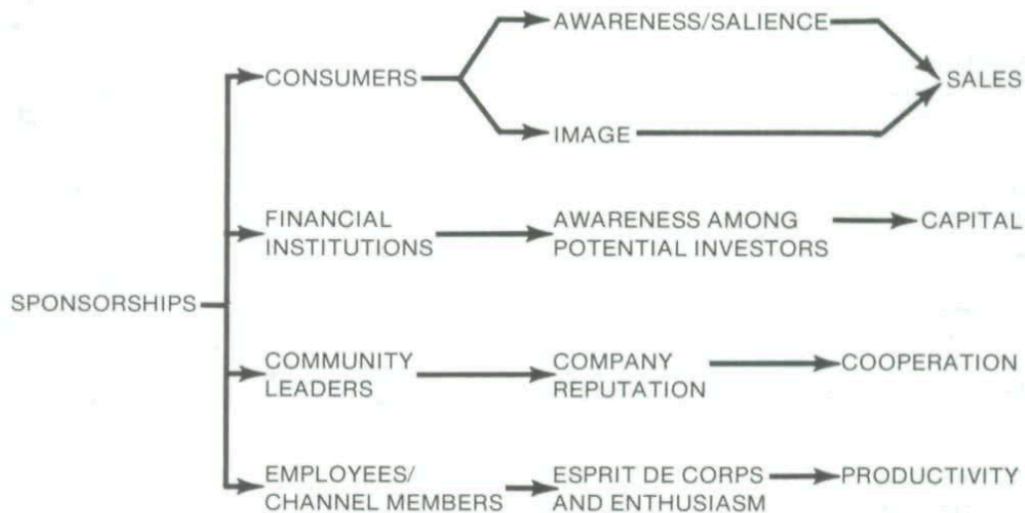 AWARENESS/SALIENCE
CONSUMERS
SALES
IMAGE
FINANCIAL
INSTITUTIONS
AWARENESS AMONG
POTENTIAL INVESTORS
CAPITAL
SPONSORSHIPS
COMMUNITY
LEADERS
COMPANY
REPUTATION
COOPERATION
EMPLOYEES/
CHANNEL MEMBERS
ESPRIT DE CORPS
AND ENTHUSIASM
PRODUCTIVITY